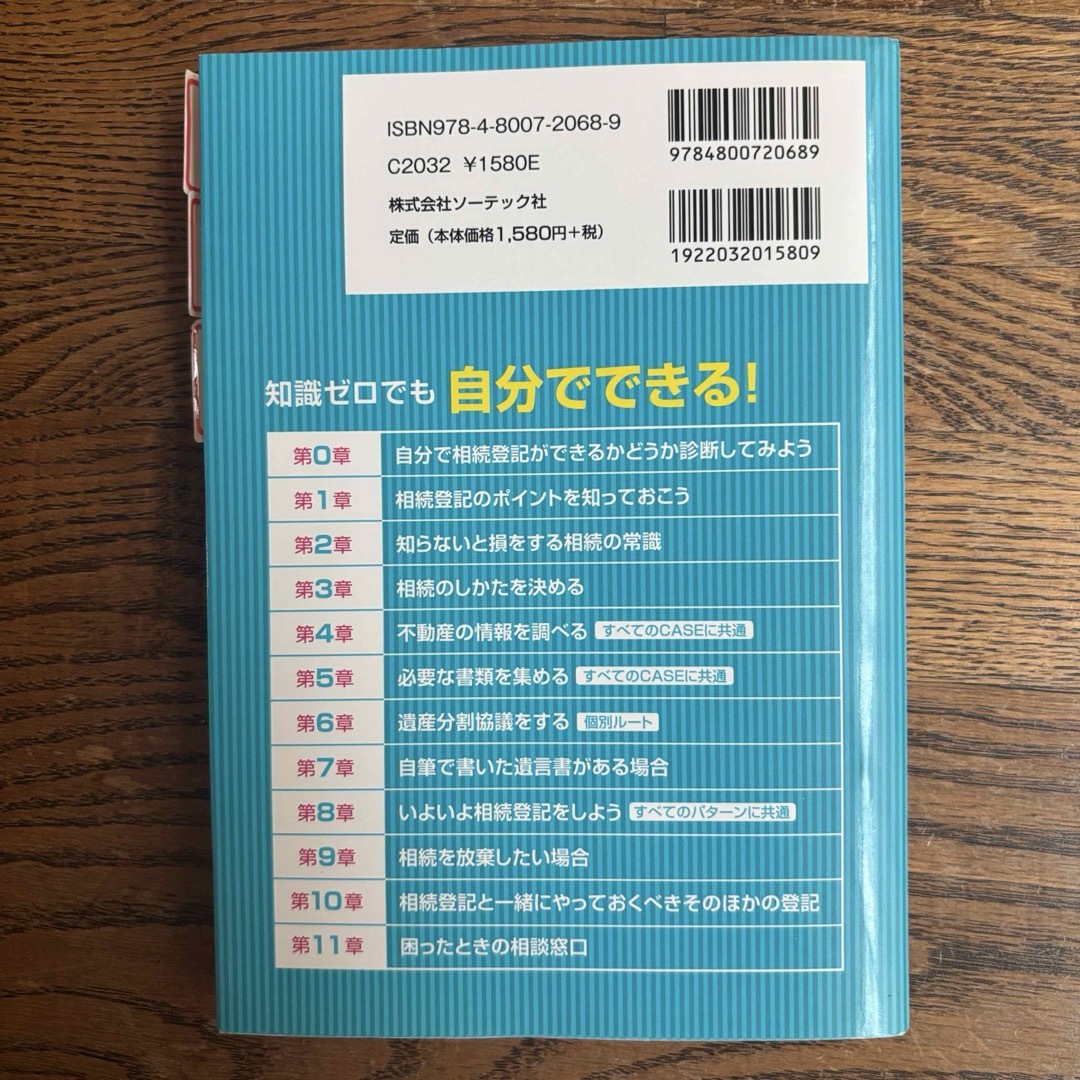 ISBN978-4-8007-2068-9
C2032 ¥1580E
株式会社ソーテック社
定価（本体価格1,580円＋税）
9784800720689
1922032015809
知識ゼロでも 自分でできる!
第0章 自分で相続登記ができるかどうか診断してみよう
第1章 相続登記のポイントを知っておこう
第2章 知らないと損をする相続の常識
第3章 相続のしかたを決める
第4章 不動産の情報を調べる すべてのCASEに共通
第5章 必要な書類を集める すべてのCASEに共通
第6章 遺産分割協議をする 個別ルート
第7章 自筆で書いた遺言書がある場合
第8章 いよいよ相続登記をしよう すべてのパターンに共通
第9章 相続を放棄したい場合
第10章 相続登記と一緒にやっておくべきそのほかの登記
第11章 困ったときの相談窓口